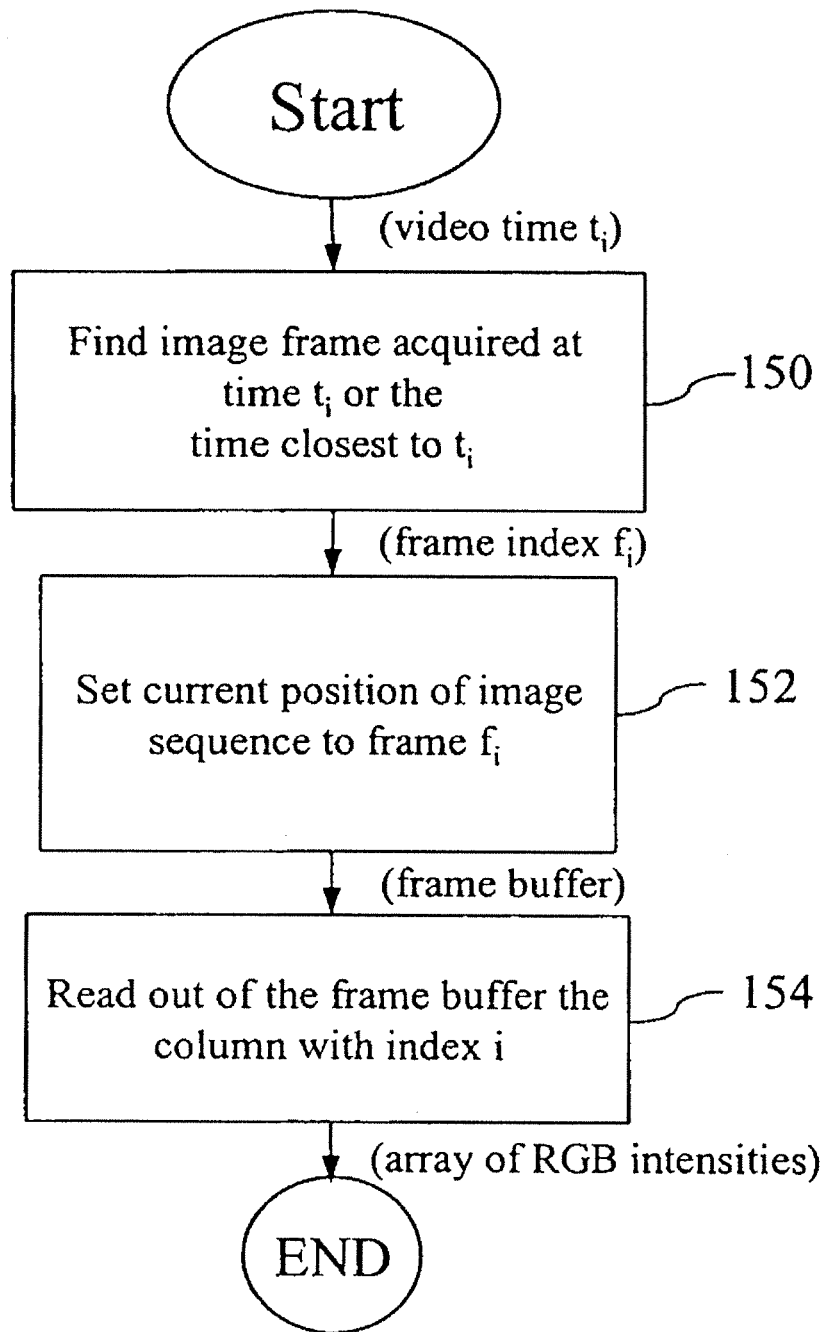 Start
(video time tᵢ)
Find image frame acquired at
time tᵢ or the
time closest to tᵢ
150
(frame index fᵢ)
Set current position of image
sequence to frame fᵢ
152
(frame buffer)
Read out of the frame buffer the
column with index i
154
(array of RGB intensities)
END